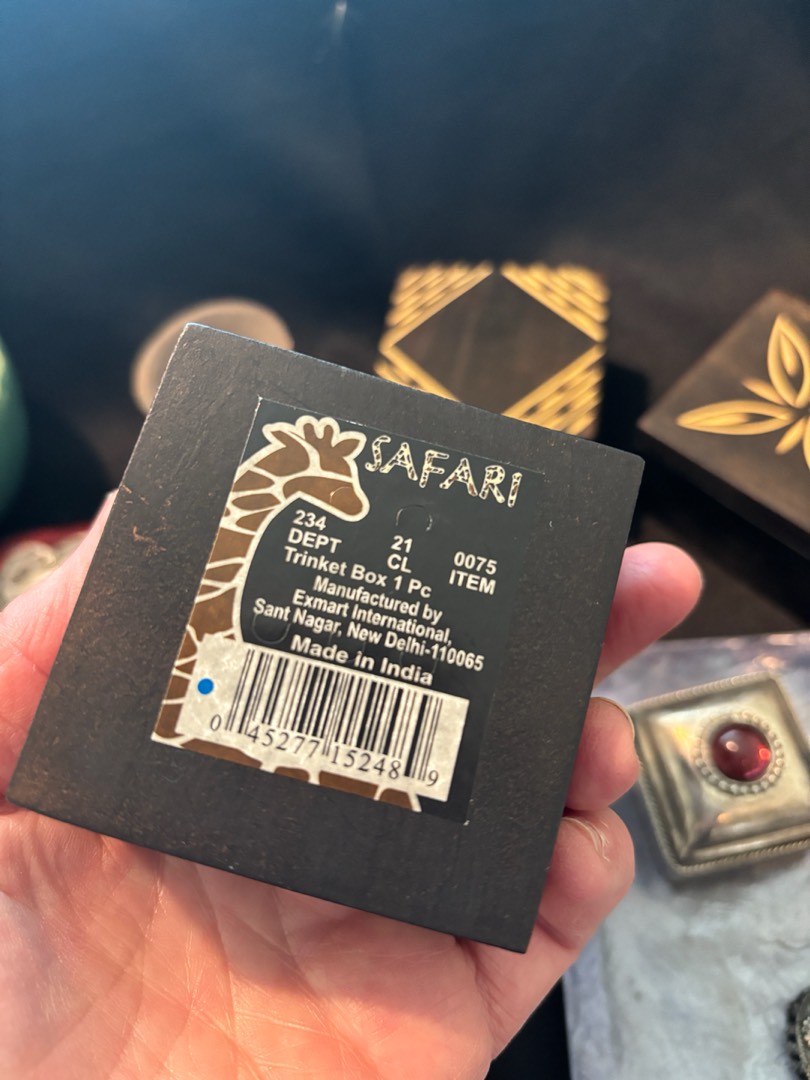 SAFARI
234 21 0075
DEPT CL ITEM
Trinket Box 1 Pc
Manufactured by
Exmart International,
Sant Nagar, New Delhi-110065
Made in India
0 45277 15248 9